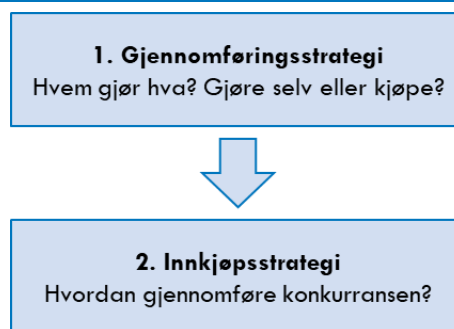 1. Gjennomføringsstrategi
Hvem gjør hva? Gjøre selv eller kjøpe?
2. Innkjøpsstrategi
Hvordan gjennomføre konkurransen?